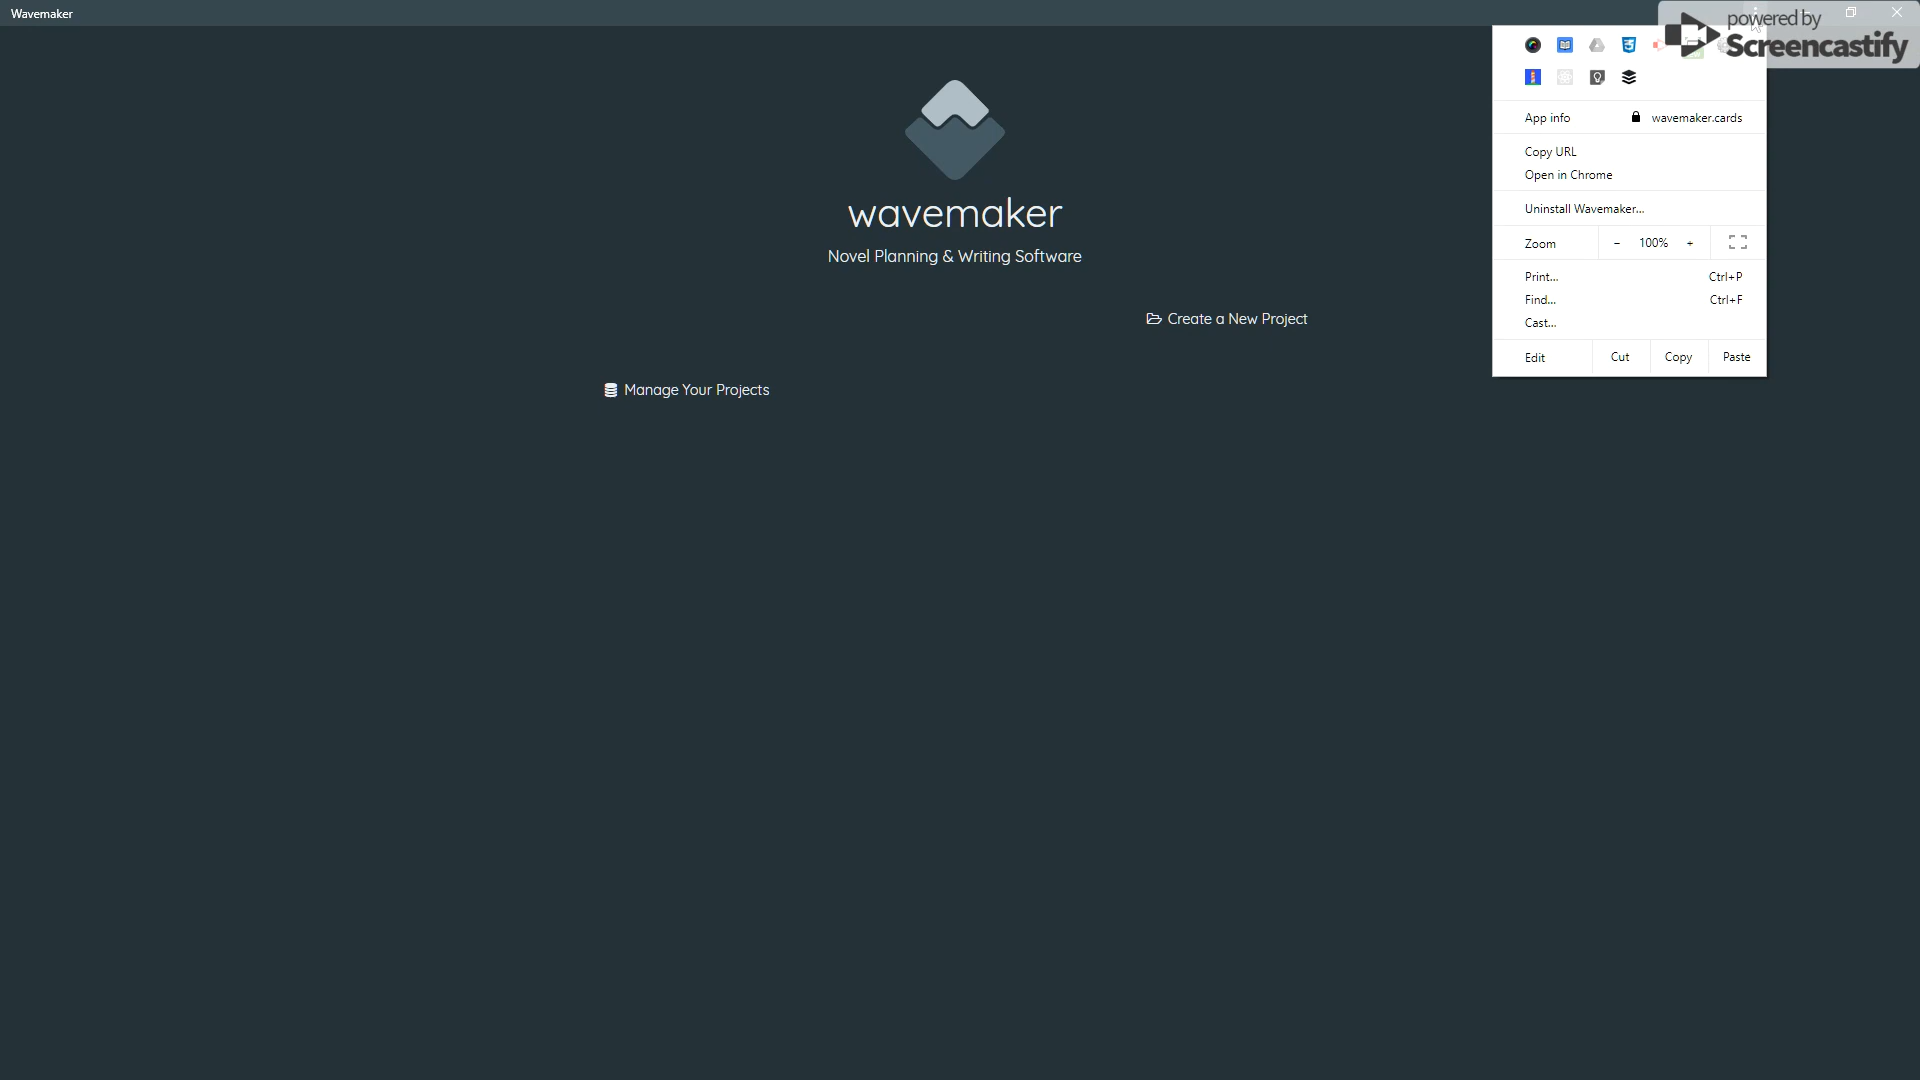 Wavemaker
powered by
Screencastify
App info wavemaker.cards
Copy URL
Open in Chrome
Uninstall Wavemaker...
Zoom - 100% +
Print... Ctrl+P
Find... Ctrl+F
Cast...
Edit Cut Copy Paste
wavemaker
Novel Planning & Writing Software
Create a New Project
Manage Your Projects